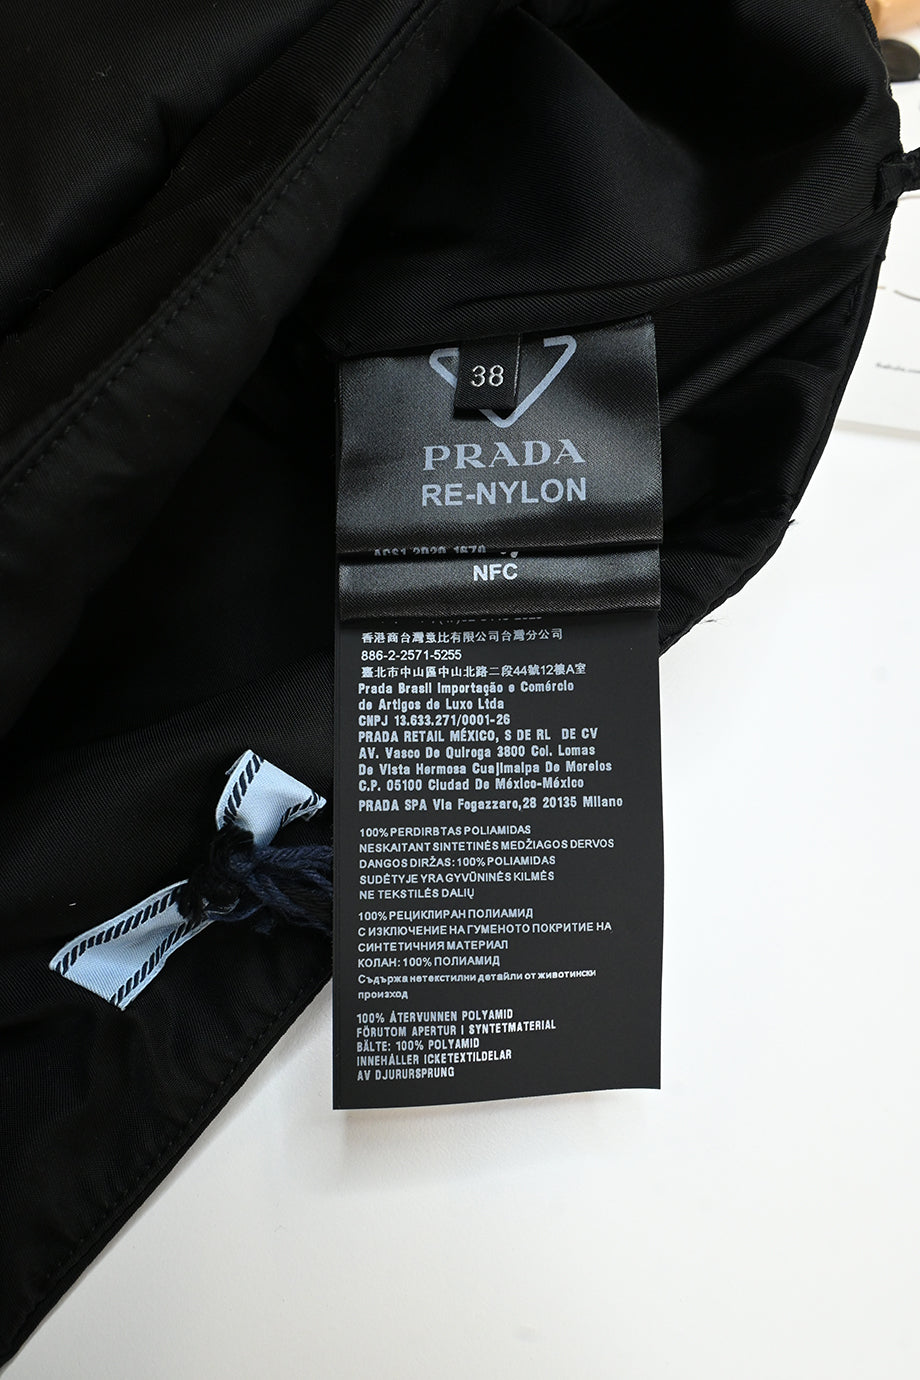 38
PRADA
RE-NYLON
NFC
香港商台灣意比有限公司台灣分公司
886-2-2571-5255
臺北市中山區中山北路二段44號12樓A室
Prada Brasil Importação e Comércio
de Artigos de Luxo Ltda
CNPJ 13.633.271/0001-26
PRADA RETAIL MÉXICO, S DE RL DE CV
AV. Vasco De Quiroga 3800 Col. Lomas
De Vista Hermosa Cuajimalpa De Morelos
C.P. 05100 Ciudad De México-México
PRADA SPA Via Fogazzaro,28 20135 Milano
100% PERDIRBTAS POLIAMIDAS
NESKAITANT SINTETINĖS MEDŽIAGOS DERVOS
DANGOS DIRŽAS: 100% POLIAMIDAS
SUDĖTYJE YRA GYVŪNINĖS KILMĖS
NE TEKSTILĖS DALIŲ
100% РЕЦИКЛИРАН ПОЛИАМИД
С ИЗКЛЮЧЕНИЕ НА ГУМЕНОТО ПОКРИТИЕ НА
СИНТЕТИЧНИЯ МАТЕРИАЛ
КОЛАН: 100% ПОЛИАМИД
Съдържа нетекстилни детайли от животински
произход
100% ÅTERVUNNEN POLYAMID
FÖRUTOM APERTUR I SYNTETMATERIAL
BÄLTE: 100% POLYAMID
INNEHÅLLER ICKETEXTILDELAR
AV DJURURSPRUNG